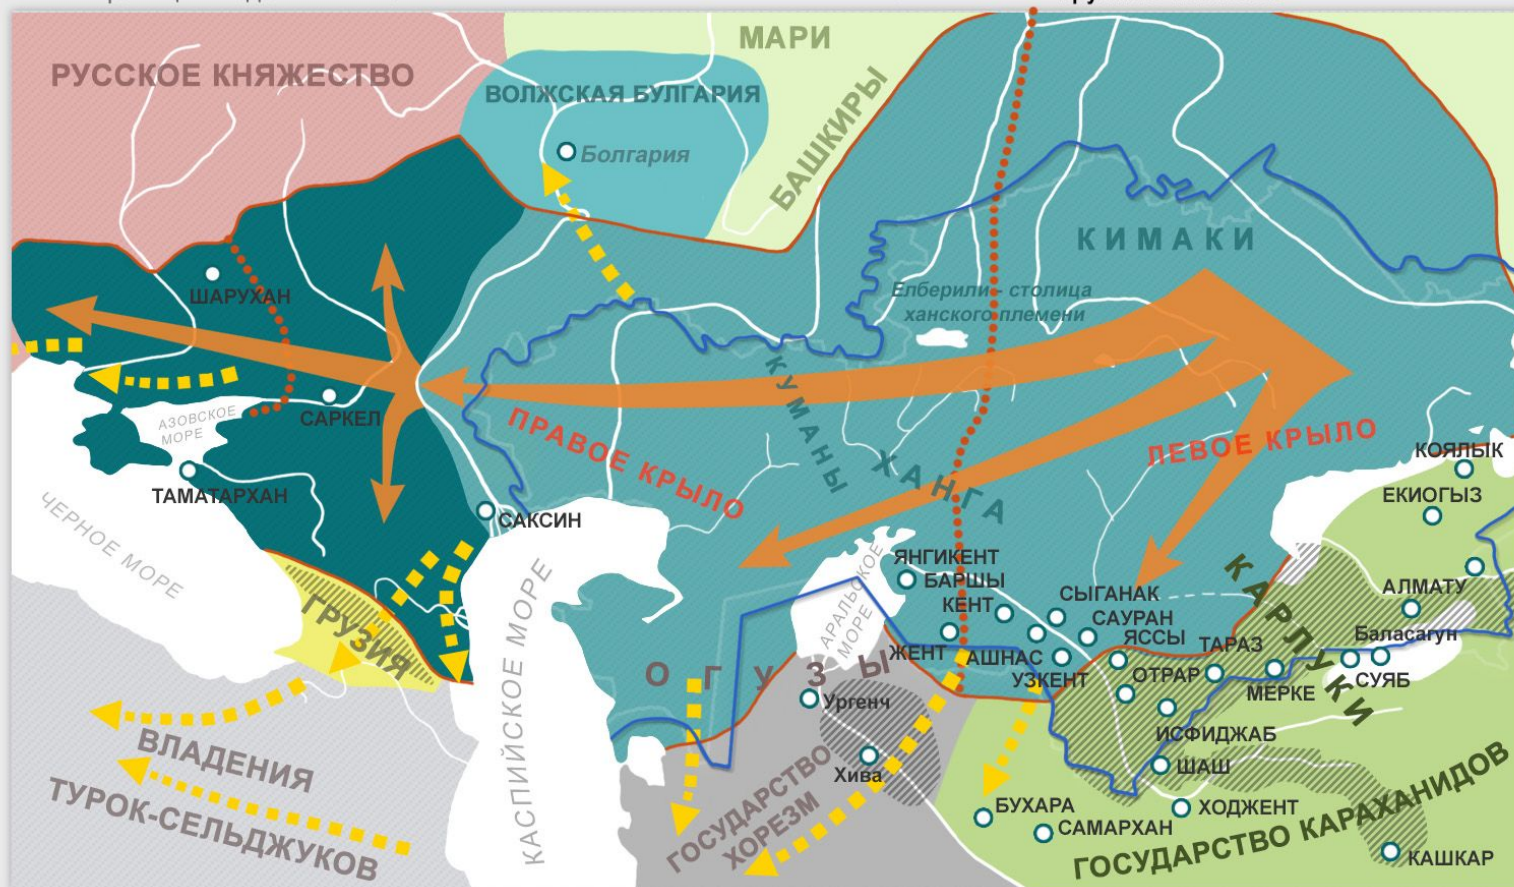 РУССКОЕ КНЯЖЕСТВО
МАРИ
ВОЛЖСКАЯ БУЛГАРИЯ
Болгария
БАШКИРЫ
КИМАКИ
Елберили - столица
ханского племени
ШАРУХАН
САРКЕЛ
АЗОВСКОЕ
МОРЕ
ТАМАТАРХАН
ЧЕРНОЕ МОРЕ
САКСИН
ПРАВОЕ КРЫЛО
КУМАНЫ
ХАНГА
ЛЕВОЕ КРЫЛО
КОЯЛЫК
ЕКИОГЫЗ
АЛМАТУ
Баласагун
СУЯБ
КАРЛУКИ
ЯНГИКЕНТ
БАРШЫ
КЕНТ
ЖЕНТ
АШНАС
УЗКЕНТ
СЫГАНАК
САУРАН
ЯССЫ
ОТРАР
ТАРАЗ
МЕРКЕ
ИСФИДЖАБ
ШАШ
ХОДЖЕНТ
БУХАРА
САМАРХАН
КАШКАР
ГОСУДАРСТВО КАРАХАНИДОВ
АРАЛЬСКОЕ
МОРЕ
ОГУЗЫ
Ургенч
Хива
ГОСУДАРСТВО
ХОРЕЗМ
КАСПИЙСКОЕ МОРЕ
ГРУЗИЯ
ВЛАДЕНИЯ
ТУРОК-СЕЛЬДЖУКОВ